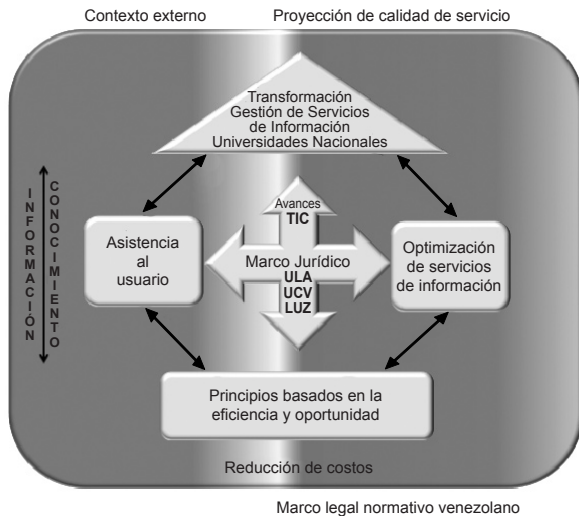 Contexto externo
Proyección de calidad de servicio
Transformación
Gestión de Servicios
de Información
Universidades Nacionales
INFORMACIÓN
CONOCIMIENTO
Avances
TIC
Asistencia
al
usuario
Marco Jurídico
ULA
UCV
LUZ
Optimización
de servicios
de información
Principios basados en la
eficiencia y oportunidad
Reducción de costos
Marco legal normativo venezolano